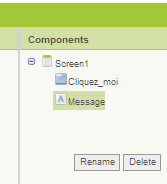 Components
Screen1
Cliquez_moi
A Message
Rename Delete